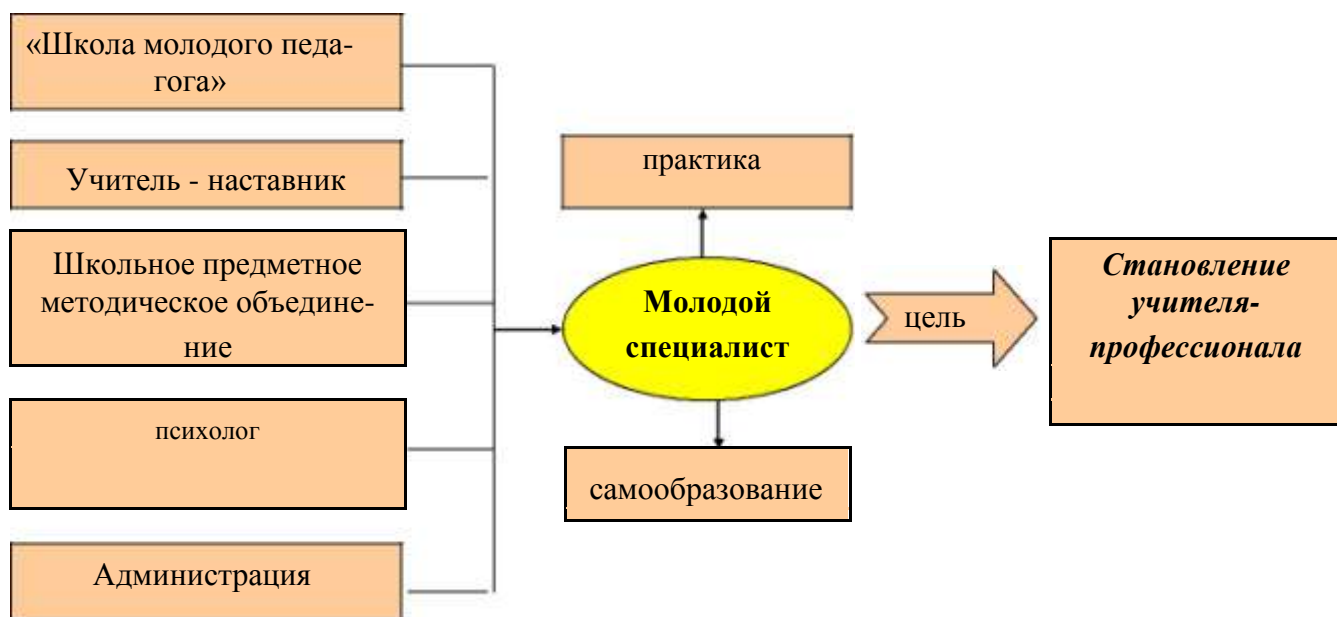 «Школа молодого педа-
гога»
Учитель - наставник
Школьное предметное
методическое объедине-
ние
психолог
Администрация
практика
Молодой
специалист
самообразование
цель
Становление
учителя-
профессионала